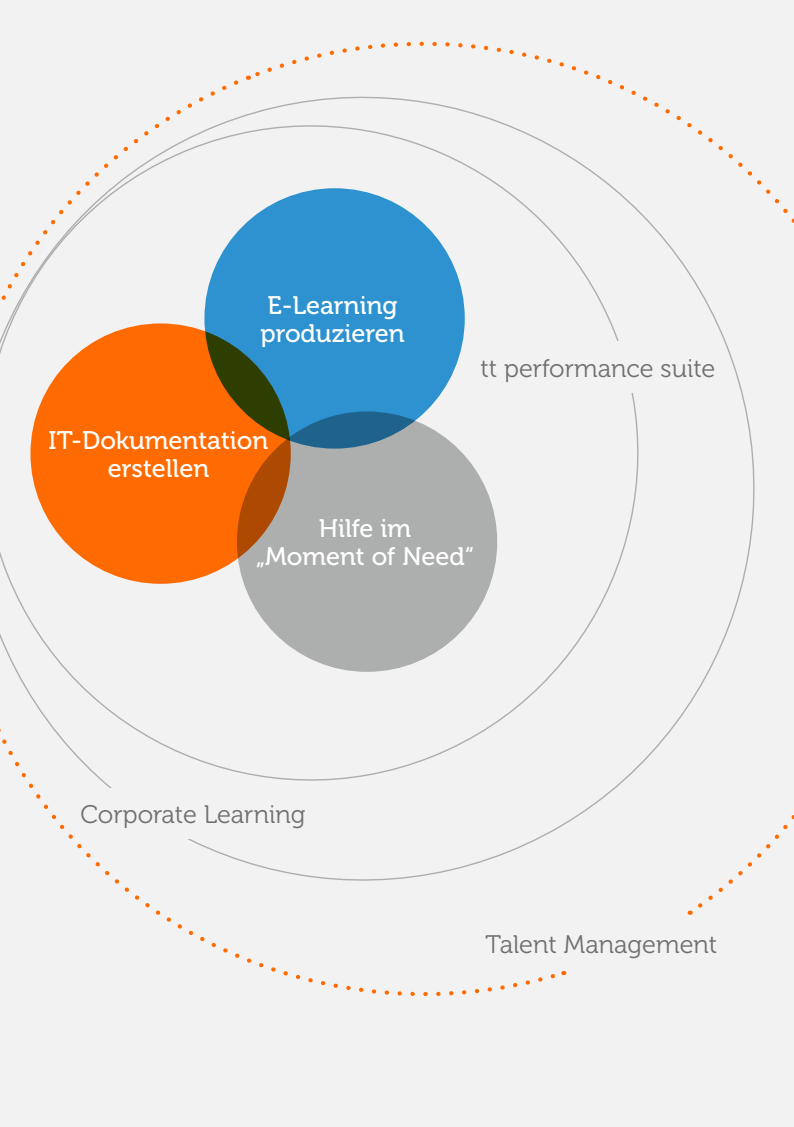 E-Learning
produzieren
tt performance suite
IT-Dokumentation
erstellen
Hilfe im
„Moment of Need“
Corporate Learning
Talent Management